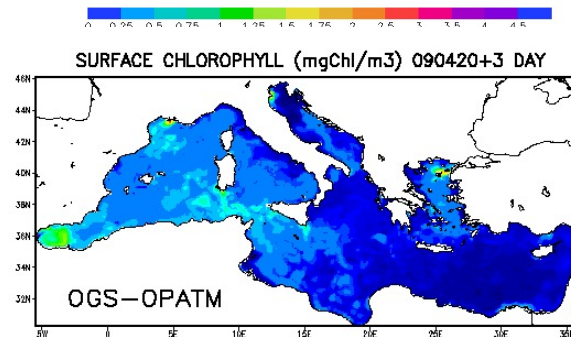 0 0.25 0.5 0.75 1 1.25 1.5 1.75 2 2.5 3 3.5 4 4.5
SURFACE CHLOROPHYLL (mgChl/m3) 090420+3 DAY
46N
44N
42N
40N
38N
36N
34N
32N
OGS-OPATM
5W 0 5E 10E 15E 20E 25E 30E 35E